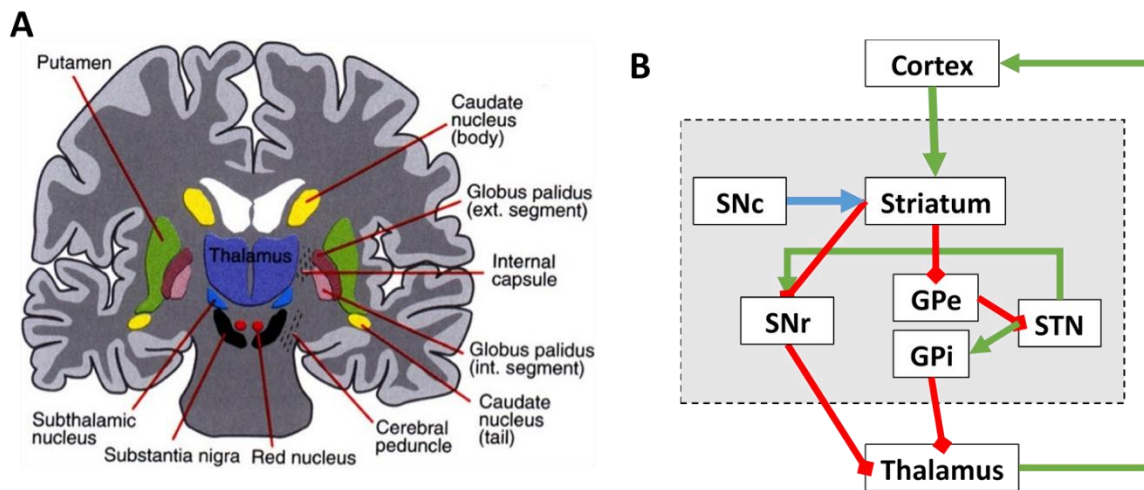 A
Putamen
Caudate
nucleus
(body)
Globus palidus
(ext. segment)
Thalamus
Internal
capsule
Globus palidus
(int. segment)
Caudate
nucleus
(tail)
Cerebral
peduncle
Subthalamic
nucleus
Substantia nigra
Red nucleus
B
Cortex
SNc
Striatum
GPe
SNr
STN
GPi
Thalamus